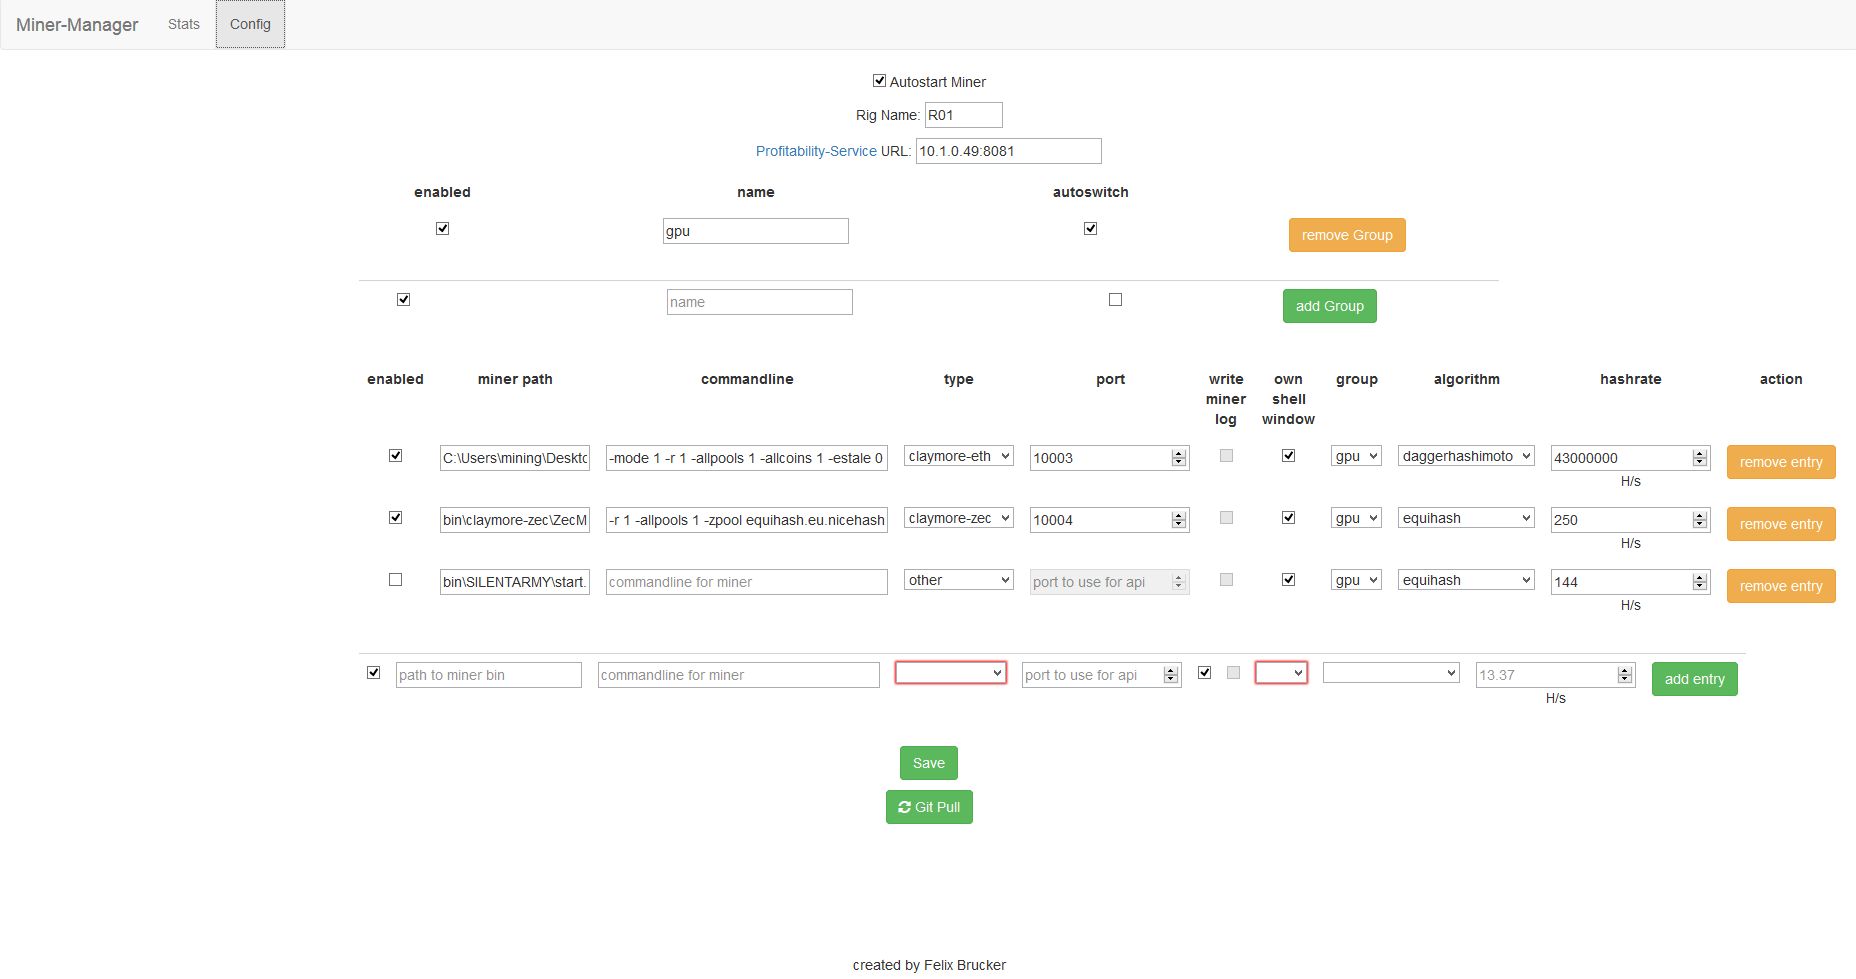 Miner-Manager Stats Config
Autostart Miner
Rig Name: R01
Profitability-Service URL: 10.1.0.49:8081
enabled name autoswitch
gpu remove Group
name add Group
enabled miner path commandline type port write miner log own shell window group algorithm hashrate action
C:\Users\mining\Deskto -mode 1 -r 1 -allpools 1 -allcoins 1 -estale 0 claymore-eth 10003 gpu daggerhashimoto 43000000 remove entry
H/s
bin\claymore-zec\ZecM -r 1 -allpools 1 -zpool equihash.eu.nicehash claymore-zec 10004 gpu equihash 250 remove entry
H/s
bin\SILENTARMY\start. commandline for miner other port to use for api gpu equihash 144 remove entry
H/s
path to miner bin commandline for miner port to use for api 13.37 add entry
H/s
Save
Git Pull
created by Felix Brucker